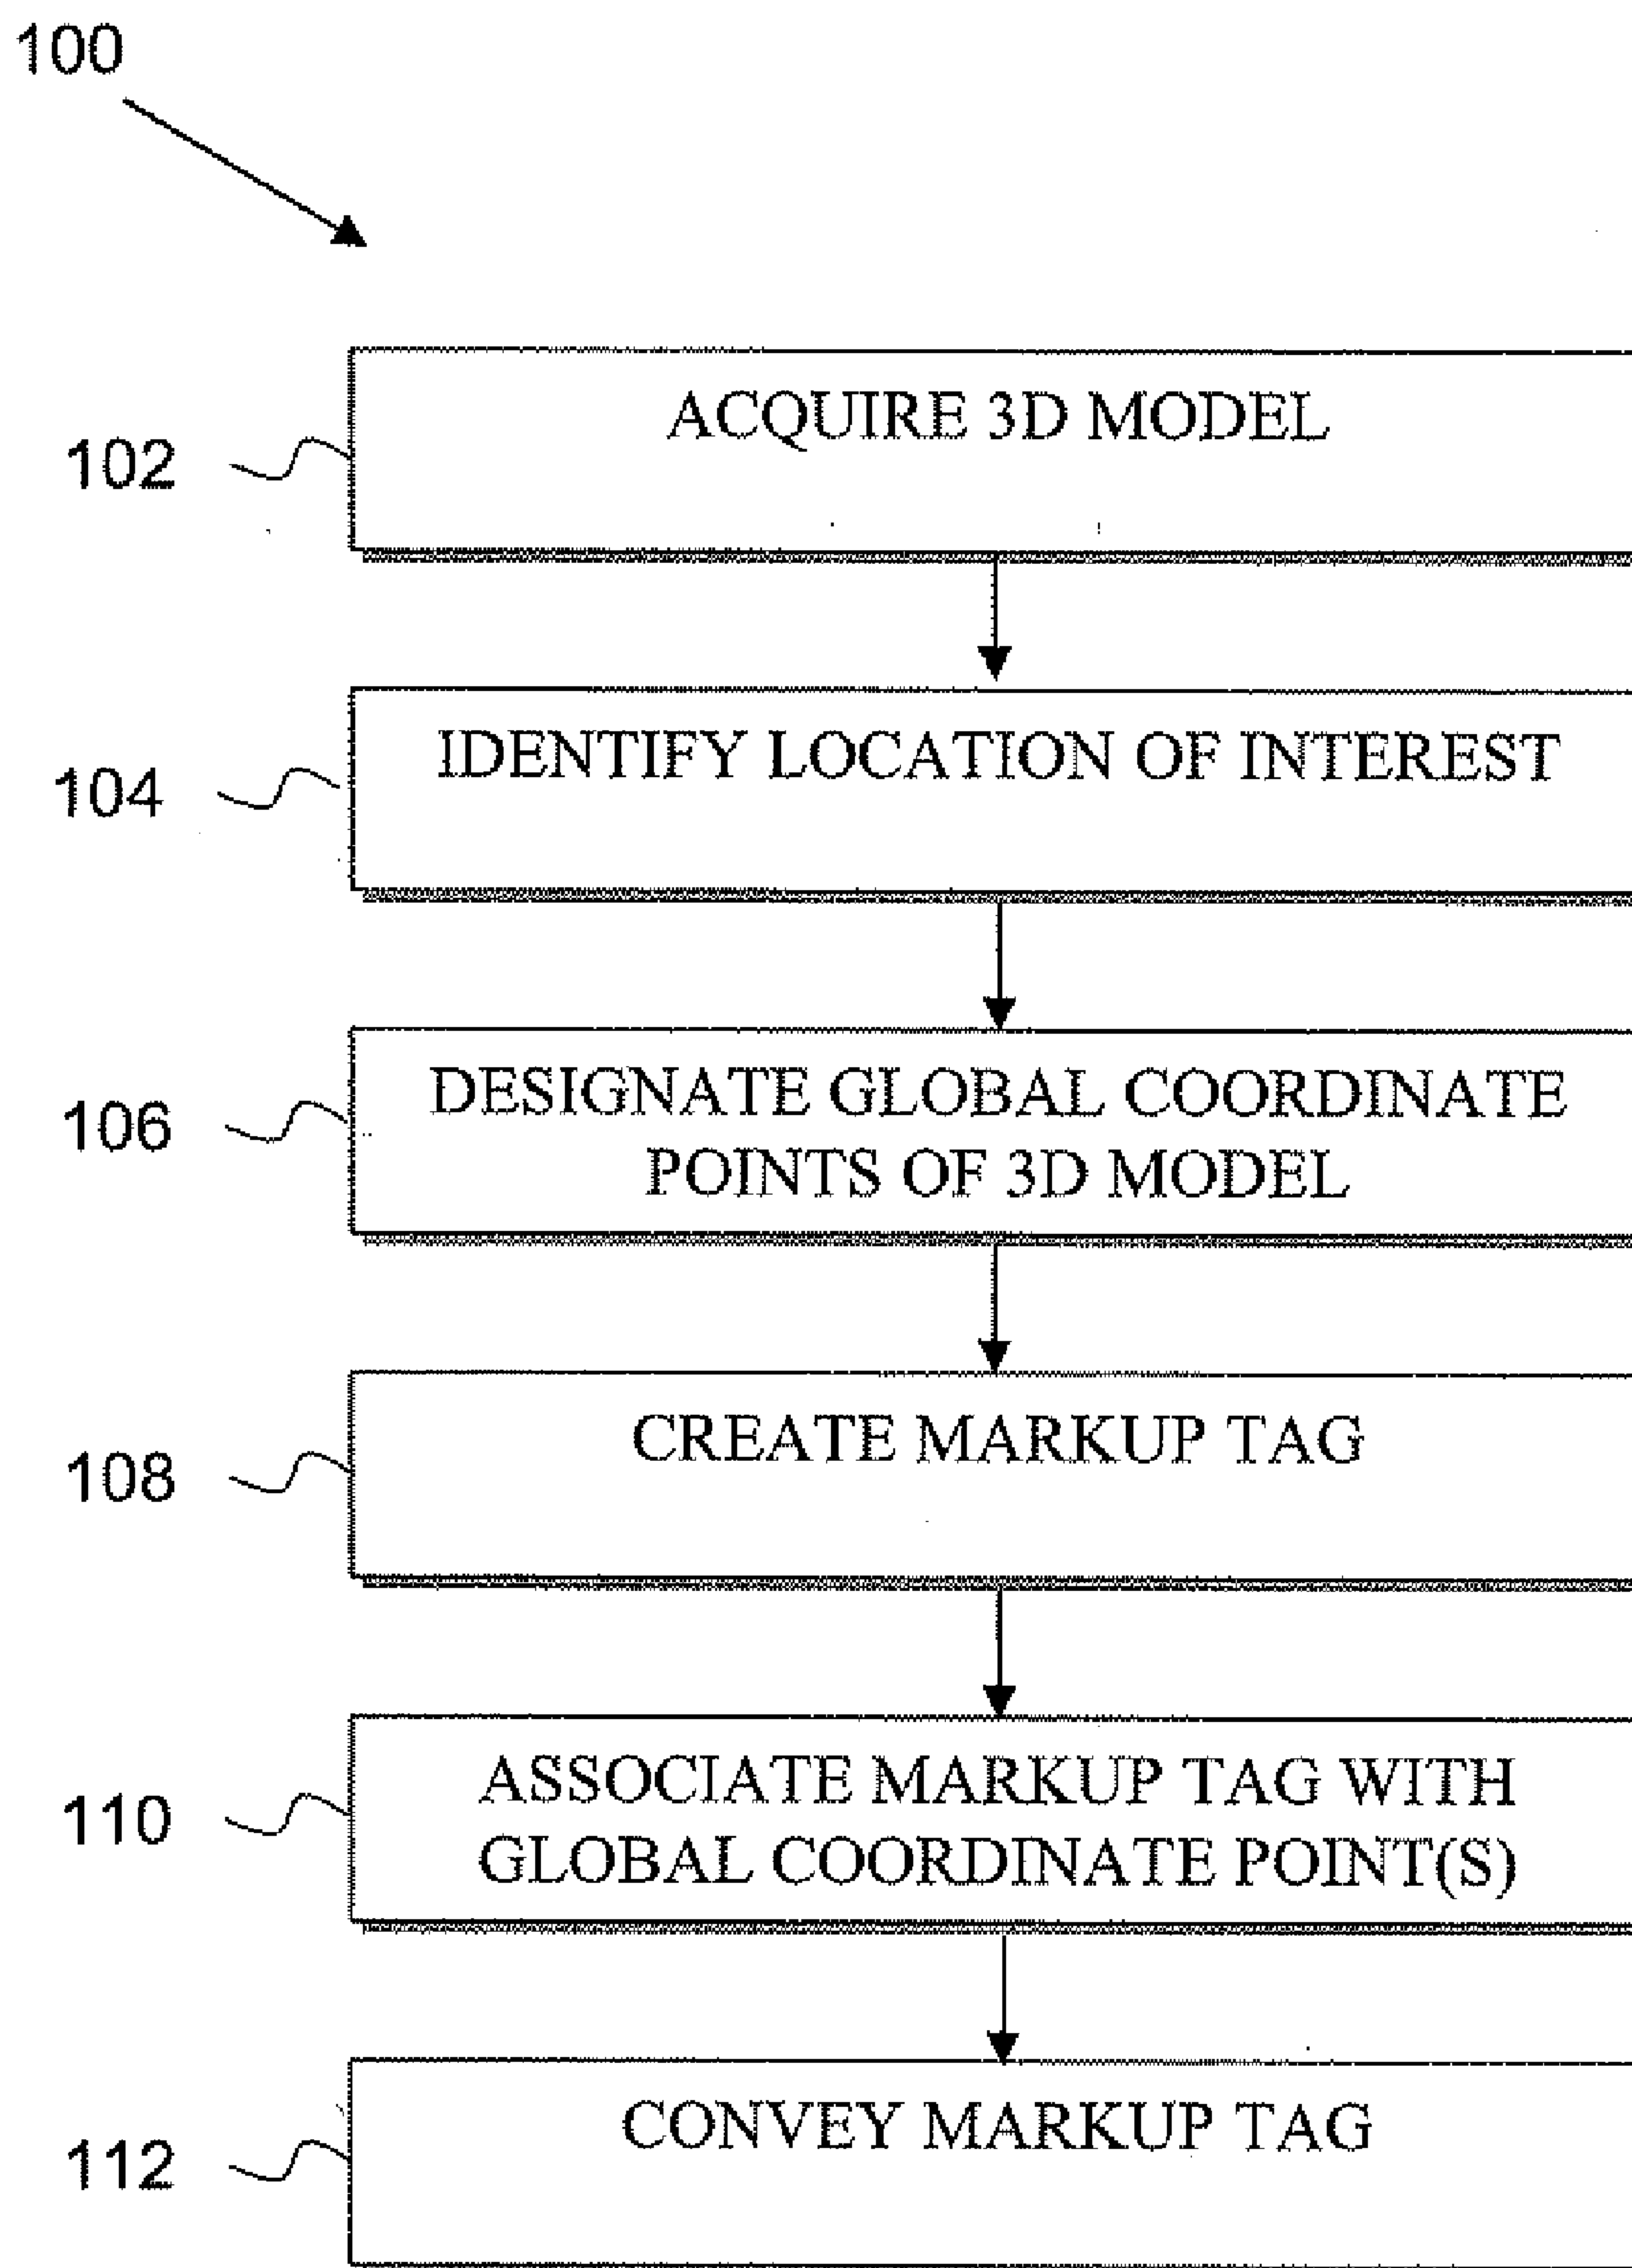 100
102
ACQUIRE 3D MODEL
104
IDENTIFY LOCATION OF INTEREST
106
DESIGNATE GLOBAL COORDINATE
POINTS OF 3D MODEL
108
CREATE MARKUP TAG
110
ASSOCIATE MARKUP TAG WITH
GLOBAL COORDINATE POINT(S)
112
CONVEY MARKUP TAG